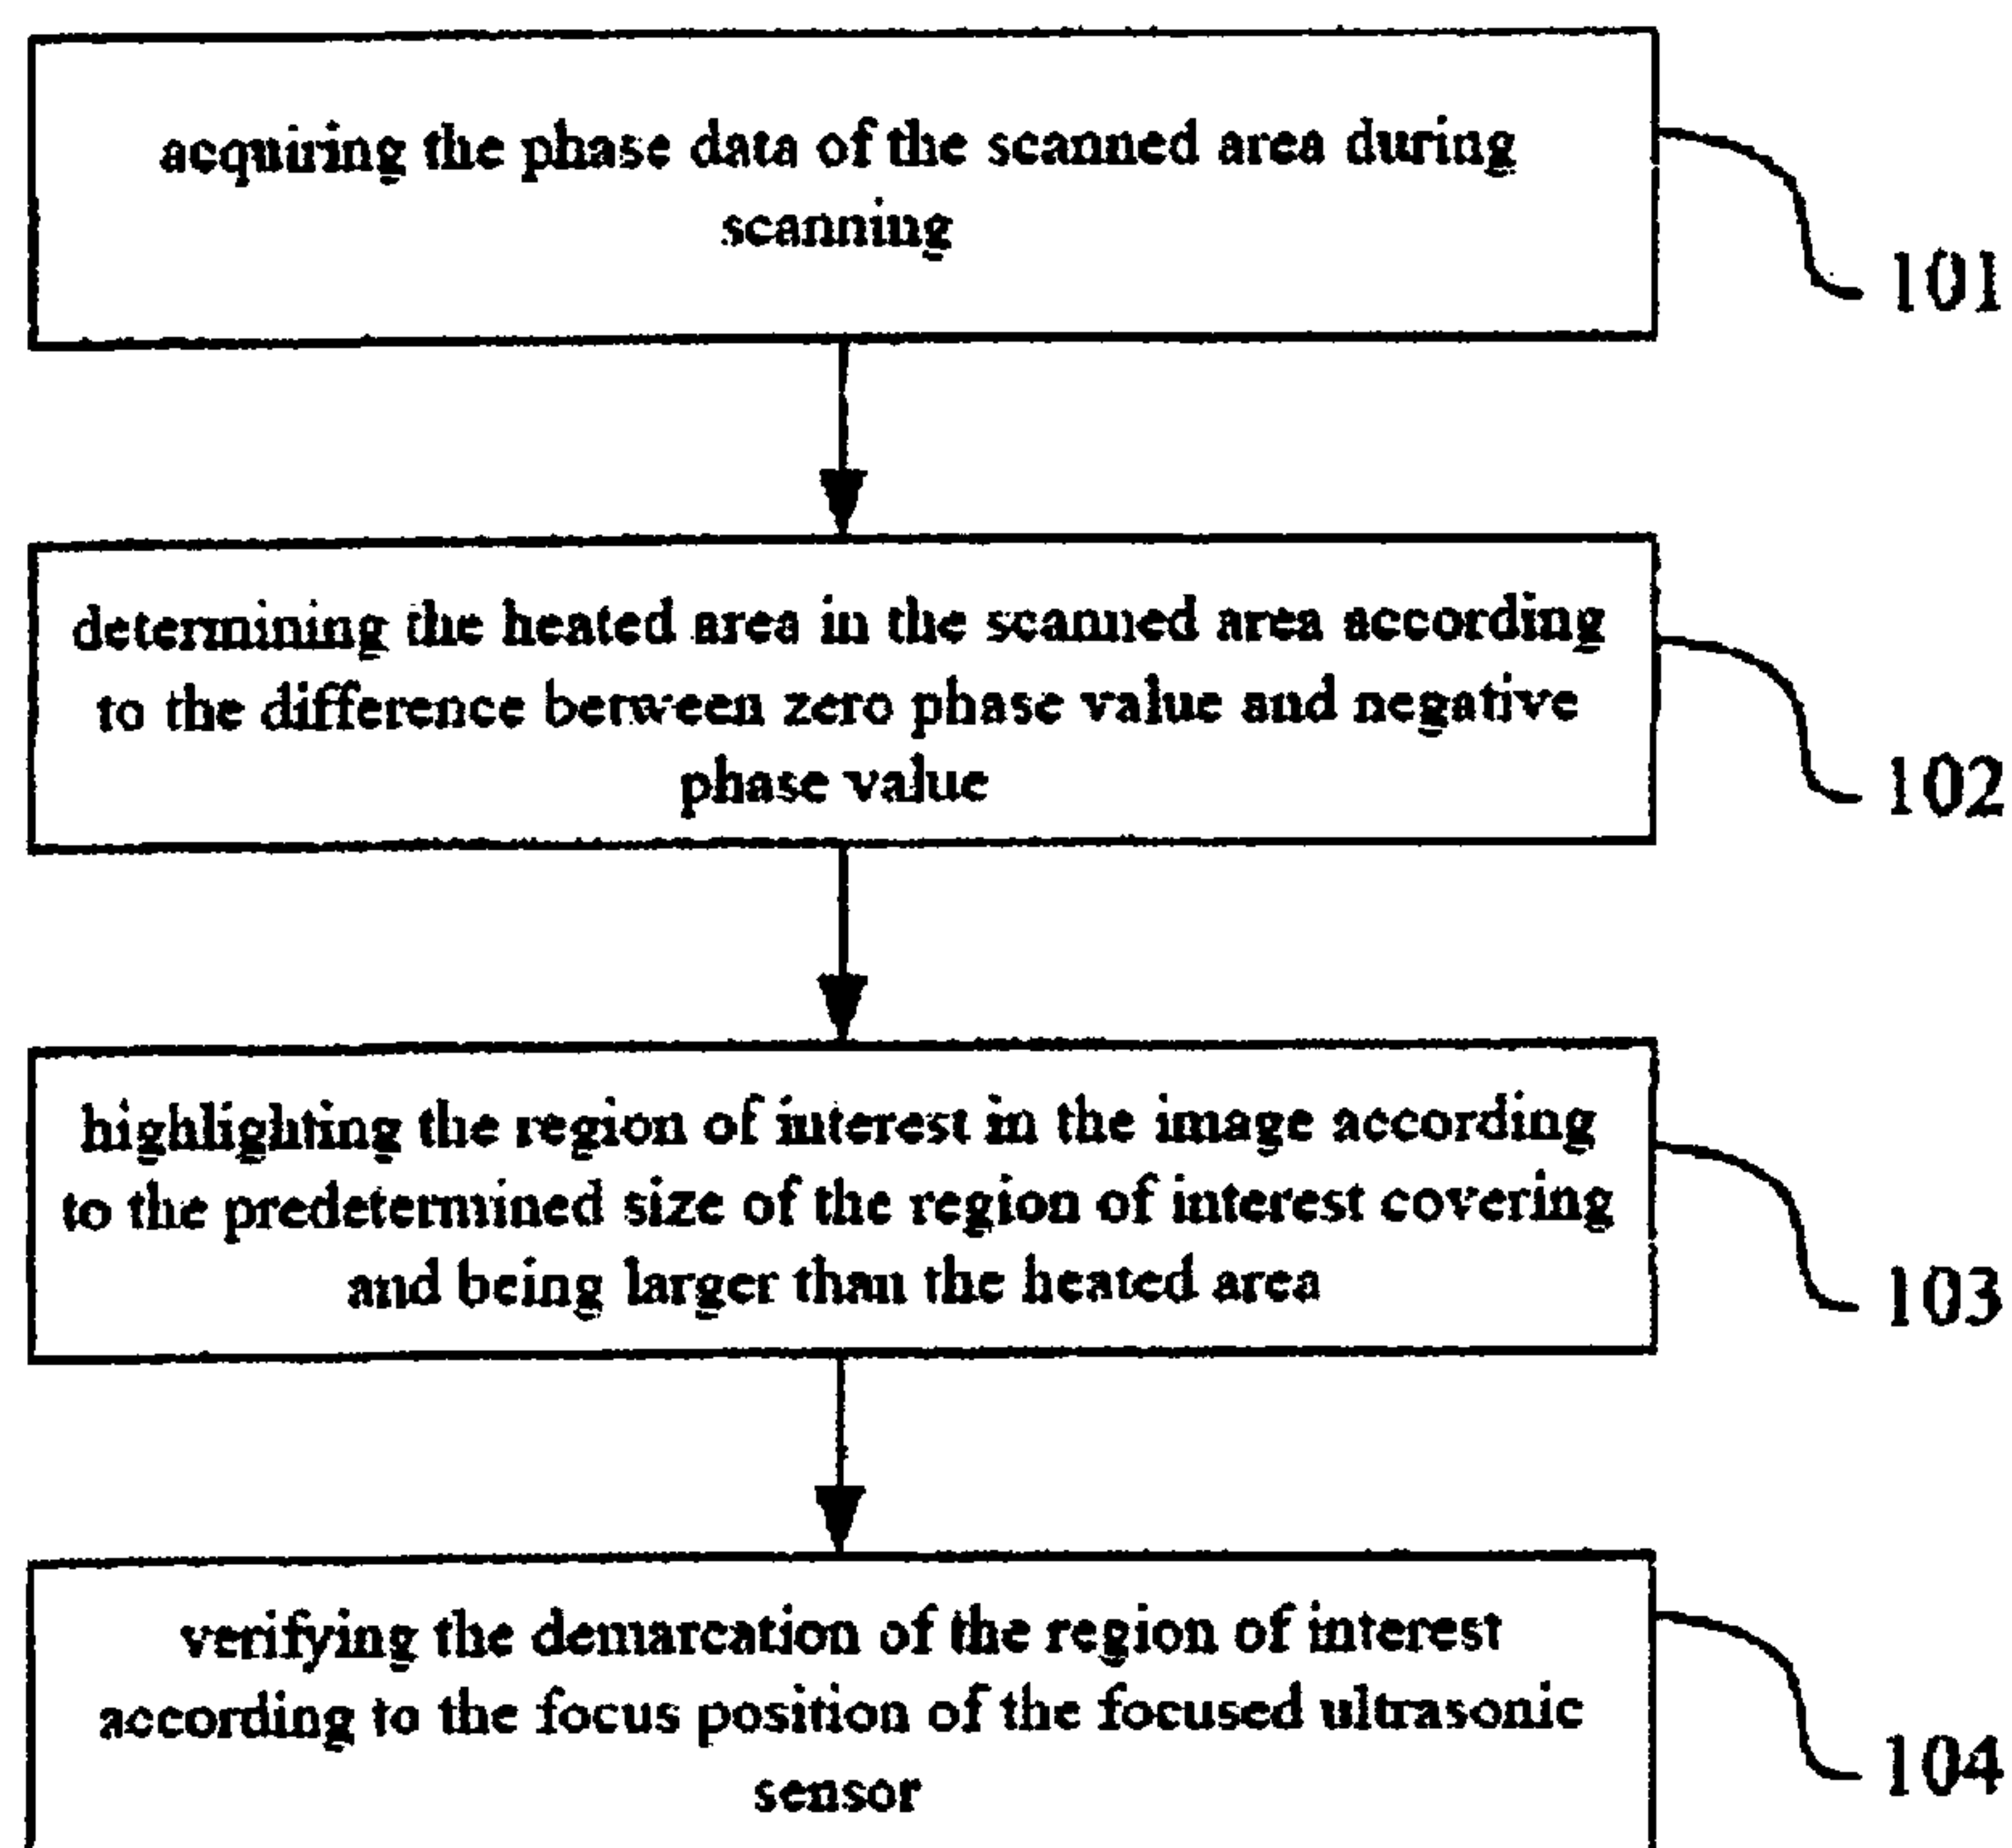 acquiring the phase data of the scanned area during
scanning
101
determining the heated area in the scanned area according
to the difference between zero phase value and negative
phase value
102
highlighting the region of interest in the image according
to the predetermined size of the region of interest covering
and being larger than the heated area
103
verifying the demarcation of the region of interest
according to the focus position of the focused ultrasonic
sensor
104